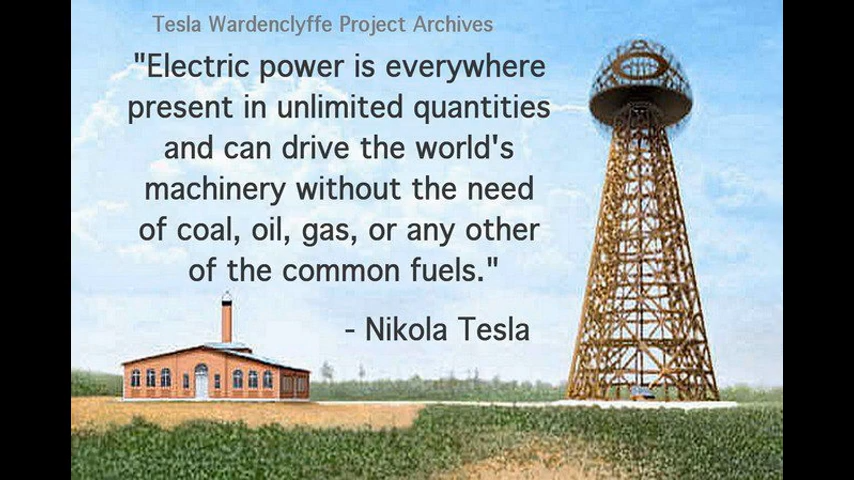 Tesla Wardenclyffe Project Archives
"Electric power is everywhere
present in unlimited quantities
and can drive the world's
machinery without the need
of coal, oil, gas, or any other
of the common fuels."
- Nikola Tesla